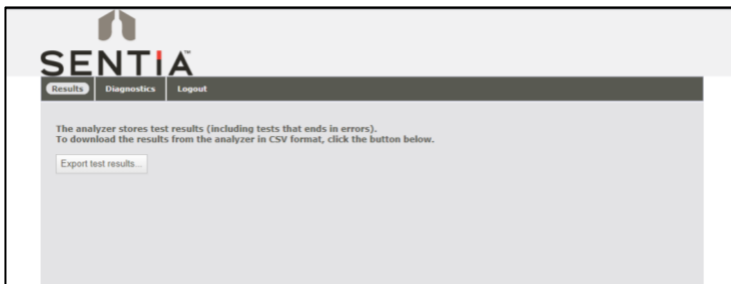 SENTIA™
Results Diagnostics Logout
The analyzer stores test results (including tests that ends in errors).
To download the results from the analyzer in CSV format, click the button below.
Export test results...